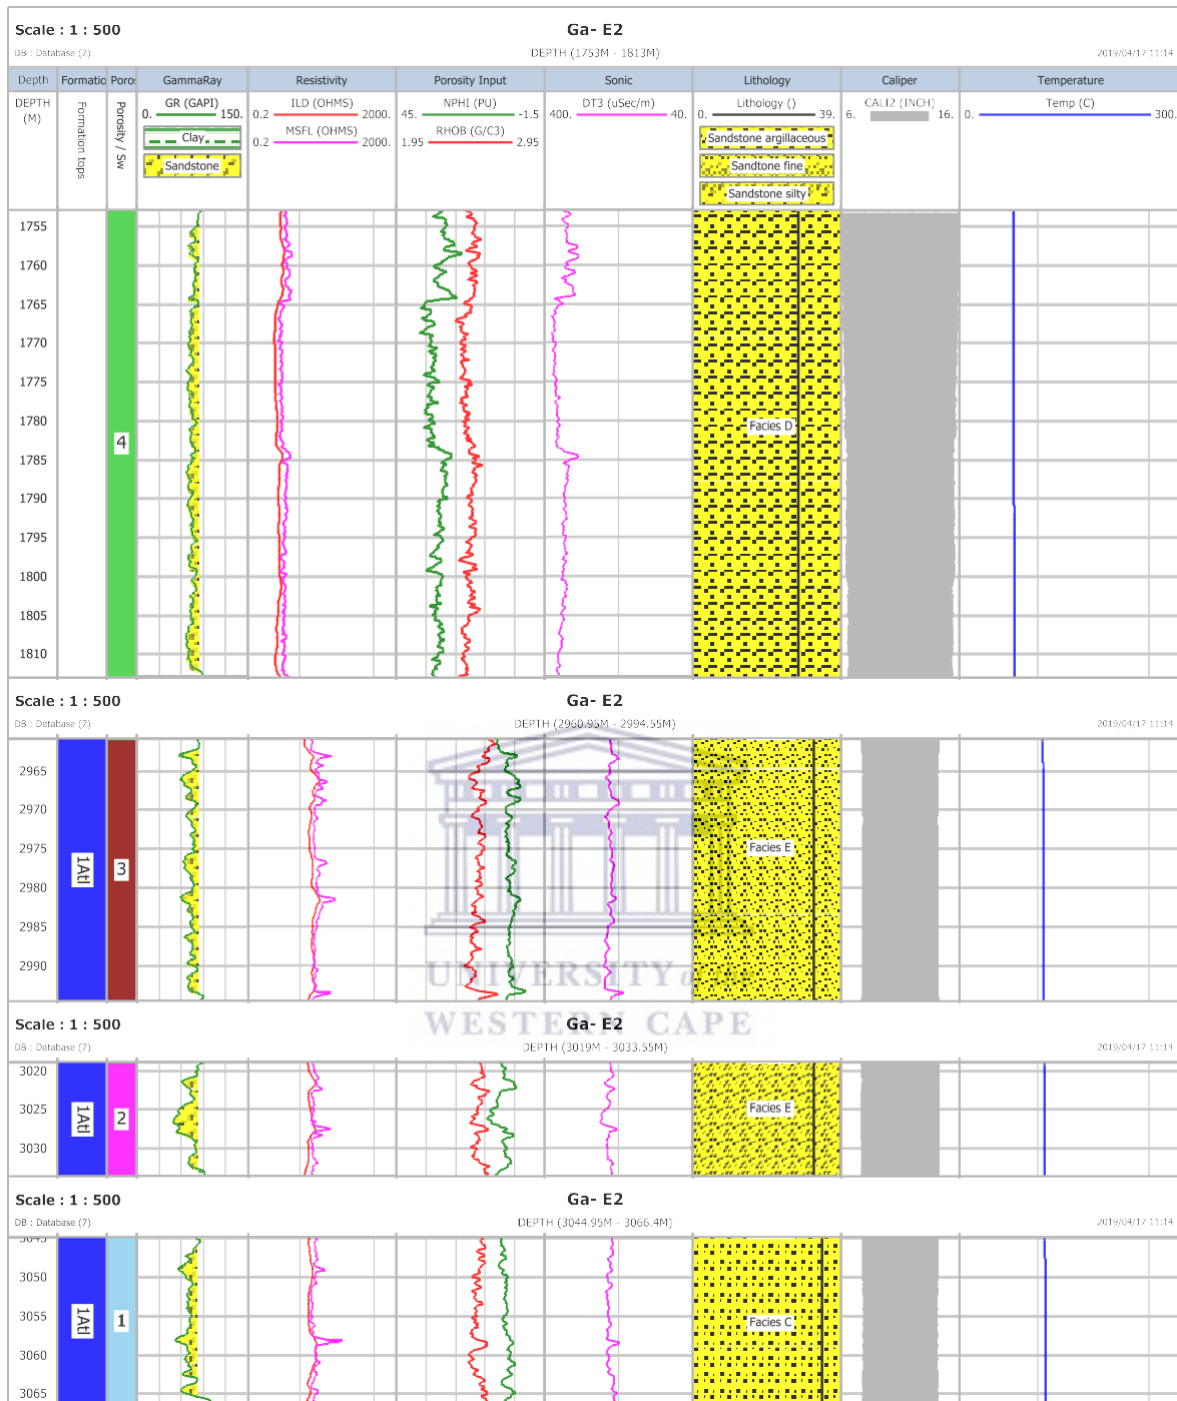 Scale : 1 : 500
Ga- E2
DB : Database (7)
DEPTH (1753M - 1813M)
2019/04/17 11:14
Depth Formatio Poro: GammaRay Resistivity Porosity Input Sonic Lithology Caliper Temperature
DEPTH (M)
Formation tops
Porosity / Sw
0. GR (GAPI) 150.
Clay
Sandstone
0.2 ILD (OHMS) 2000.
0.2 MSFL (OHMS) 2000.
45. NPHI (PU) -1.5
1.95 RHOB (G/C3) 2.95
400. DT3 (uSec/m) 40.
0. Lithology () 39.
Sandstone argillaceous
Sandtone fine
Sandstone silty
6. CALI2 (INCH) 16.
0. Temp (C) 300.
1755
1760
1765
1770
1775
1780
1785
1790
1795
1800
1805
1810
4
Facies D
Scale : 1 : 500
Ga- E2
DB : Database (7)
DEPTH (2960.95M - 2994.55M)
2019/04/17 11:14
2965
2970
2975
2980
2985
2990
1Atl
3
Facies E
UNIVERSITY of the
WESTERN CAPE
Scale : 1 : 500
Ga- E2
DB : Database (7)
DEPTH (3019M - 3033.55M)
2019/04/17 11:14
3020
3025
3030
1Atl
2
Facies E
Scale : 1 : 500
Ga- E2
DB : Database (7)
DEPTH (3044.95M - 3066.4M)
2019/04/17 11:14
3045
3050
3055
3060
3065
1Atl
1
Facies C